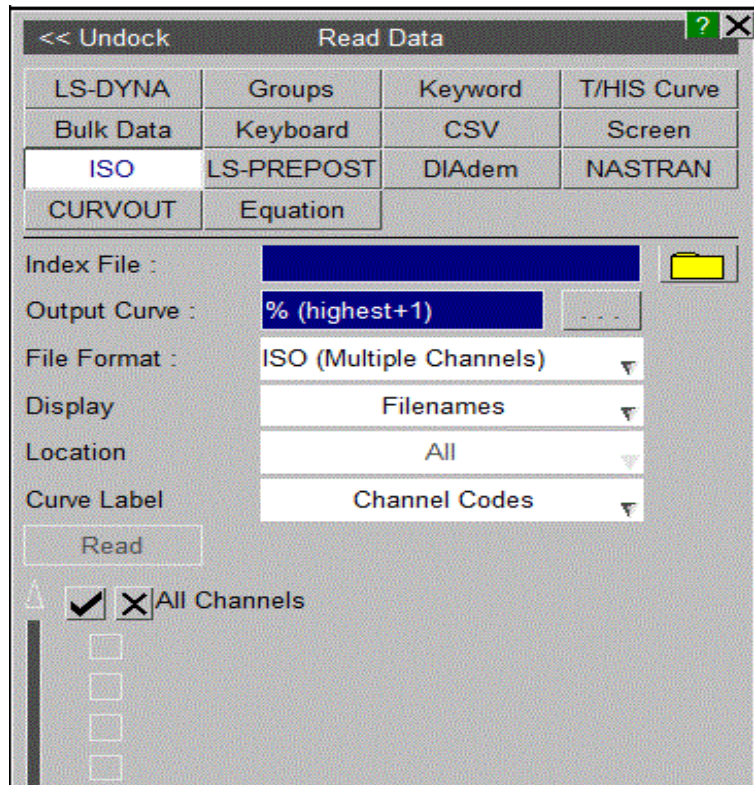 << Undock Read Data ?
LS-DYNA Groups Keyword T/HIS Curve
Bulk Data Keyboard CSV Screen
ISO LS-PREPOST DIAdem NASTRAN
CURVOUT Equation
Index File :
Output Curve : % (highest+1) ...
File Format : ISO (Multiple Channels)
Display Filenames
Location All
Curve Label Channel Codes
Read
All Channels